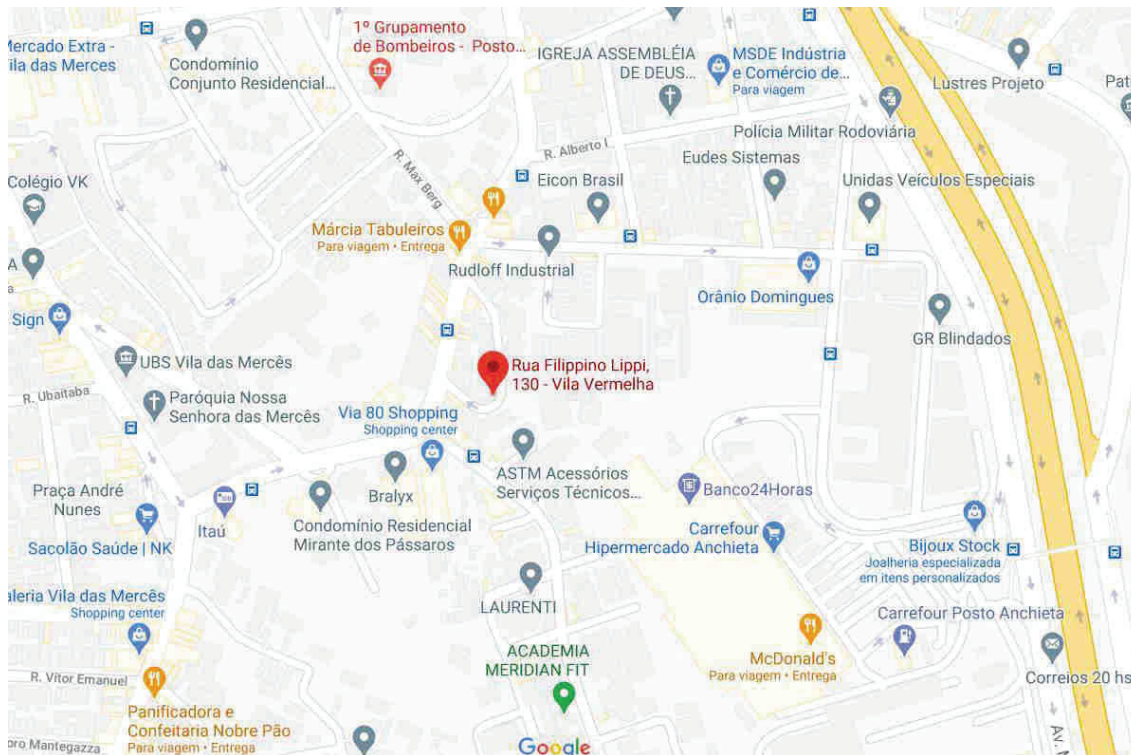 Mercado Extra -
Vila das Merces
Condomínio
Conjunto Residencial...
1º Grupamento
de Bombeiros - Posto...
IGREJA ASSEMBLÉIA
DE DEUS...
MSDE Indústria
e Comércio de...
Para viagem
Lustres Projeto
Pat
Polícia Militar Rodoviária
R. Alberto I.
R. Max Berg
Eudes Sistemas
Colégio VK
Eicon Brasil
Unidas Veículos Especiais
Márcia Tabuleiros
Para viagem • Entrega
A
Rudloff Industrial
Orânio Domingues
Sign
GR Blindados
UBS Vila das Mercês
Rua Filippino Lippi,
130 - Vila Vermelha
R. Ubaitaba
Paróquia Nossa
Senhora das Mercês
Via 80 Shopping
Shopping center
ASTM Acessórios
Serviços Técnicos...
Praça André
Nunes
Itaú
Bralyx
Banco24Horas
Condomínio Residencial
Mirante dos Pássaros
Carrefour
Hipermercado Anchieta
Sacolão Saúde | NK
Bijoux Stock
Joalheria especializada
em itens personalizados
aleria Vila das Mercês
Shopping center
LAURENTI
Carrefour Posto Anchieta
ACADEMIA
MERIDIAN FIT
McDonald's
Para viagem • Entrega
R. Vítor Emanuel
Correios 20 hs
Panificadora e
Confeitaria Nobre Pão
Para viagem • Entrega
oro Mantegazza
Google
Av.